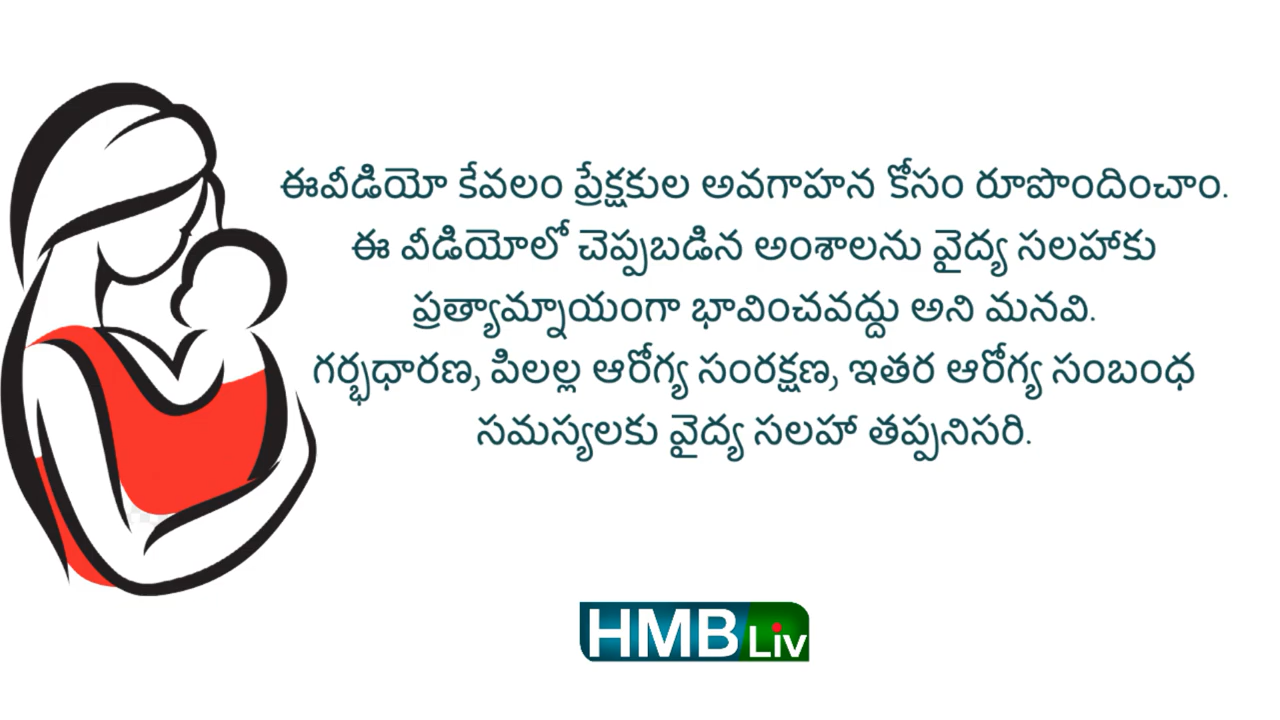 ఈవీడియో కేవలం ప్రేక్షకుల అవగాహన కోసం రూపొందించాం.
ఈ వీడియోలో చెప్పబడిన అంశాలను వైద్య సలహాకు
ప్రత్యామ్నాయంగా భావించవద్దు అని మనవి.
గర్భధారణ, పిలల్ల ఆరోగ్య సంరక్షణ, ఇతర ఆరోగ్య సంబంధ
సమస్యలకు వైద్య సలహా తప్పనిసరి.
HMB Liv